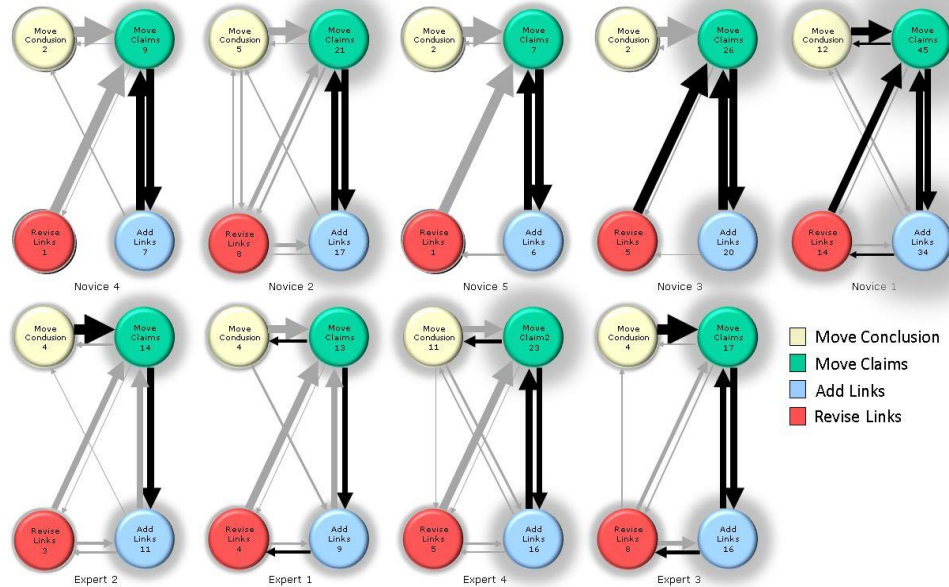 Move
Conclusion
2
Move
Claims
9
Revise
Links
1
Add
Links
7
Novice 4
Move
Conclusion
5
Move
Claims
21
Revise
Links
8
Add
Links
17
Novice 2
Move
Conclusion
2
Move
Claims
7
Revise
Links
1
Add
Links
6
Novice 5
Move
Conclusion
2
Move
Claims
26
Revise
Links
5
Add
Links
20
Novice 3
Move
Conclusion
12
Move
Claims
45
Revise
Links
14
Add
Links
34
Novice 1
Move
Conclusion
4
Move
Claims
14
Revise
Links
3
Add
Links
11
Expert 2
Move
Conclusion
4
Move
Claims
13
Revise
Links
4
Add
Links
9
Expert 1
Move
Conclusion
11
Move
Claim2
23
Revise
Links
5
Add
Links
16
Expert 4
Move
Conclusion
4
Move
Claims
17
Revise
Links
8
Add
Links
16
Expert 3
Move Conclusion
Move Claims
Add Links
Revise Links